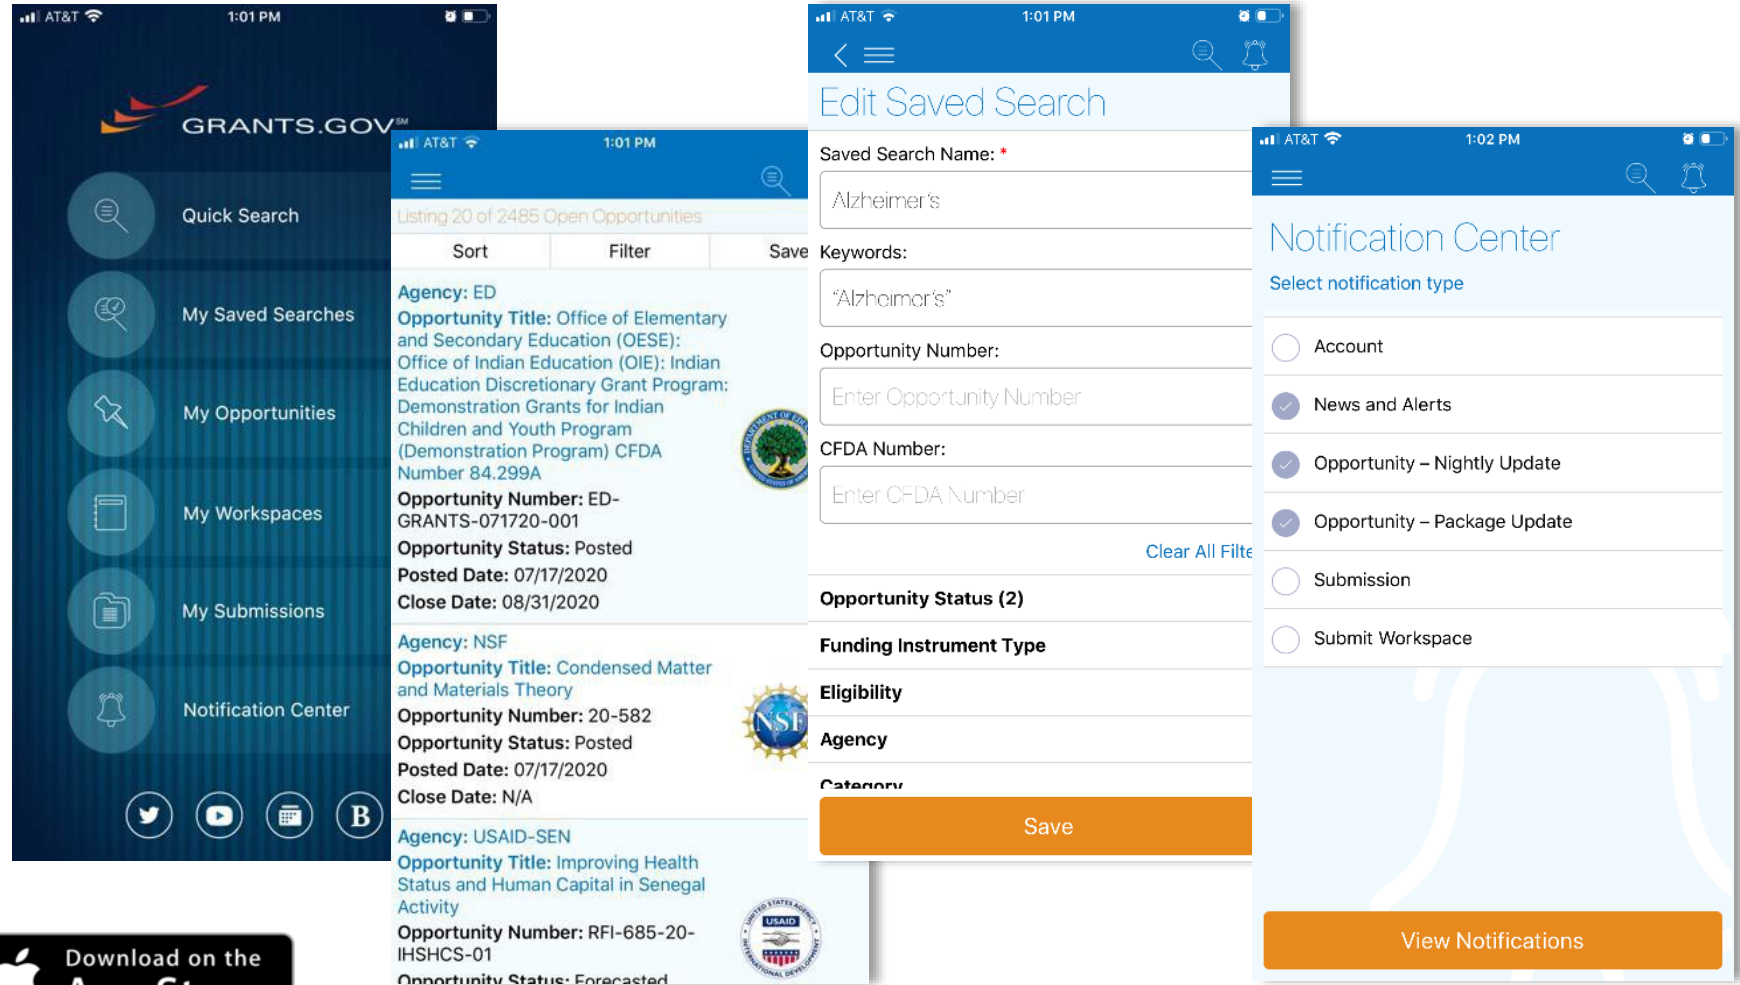 AT&T 1:01 PM
GRANTS.GOV℠
Quick Search
My Saved Searches
My Opportunities
My Workspaces
My Submissions
Notification Center
B
Download on the
AT&T 1:01 PM
Listing 20 of 2485 Open Opportunities
Sort Filter Save
Agency: ED
Opportunity Title: Office of Elementary
and Secondary Education (OESE):
Office of Indian Education (OIE): Indian
Education Discretionary Grant Program:
Demonstration Grants for Indian
Children and Youth Program
(Demonstration Program) CFDA
Number 84.299A
Opportunity Number: ED-
GRANTS-071720-001
Opportunity Status: Posted
Posted Date: 07/17/2020
Close Date: 08/31/2020
Agency: NSF
Opportunity Title: Condensed Matter
and Materials Theory
Opportunity Number: 20-582
Opportunity Status: Posted
Posted Date: 07/17/2020
Close Date: N/A
NSF
Agency: USAID-SEN
Opportunity Title: Improving Health
Status and Human Capital in Senegal
Activity
Opportunity Number: RFI-685-20-
IHSHCS-01
Opportunity Status: Forecasted
USAID
AT&T 1:01 PM
Edit Saved Search
Saved Search Name: *
Alzheimer's
Keywords:
"Alzheimer's"
Opportunity Number:
Enter Opportunity Number
CFDA Number:
Enter CFDA Number
Clear All Filte
Opportunity Status (2)
Funding Instrument Type
Eligibility
Agency
Category
Save
AT&T 1:02 PM
Notification Center
Select notification type
Account
News and Alerts
Opportunity – Nightly Update
Opportunity – Package Update
Submission
Submit Workspace
View Notifications